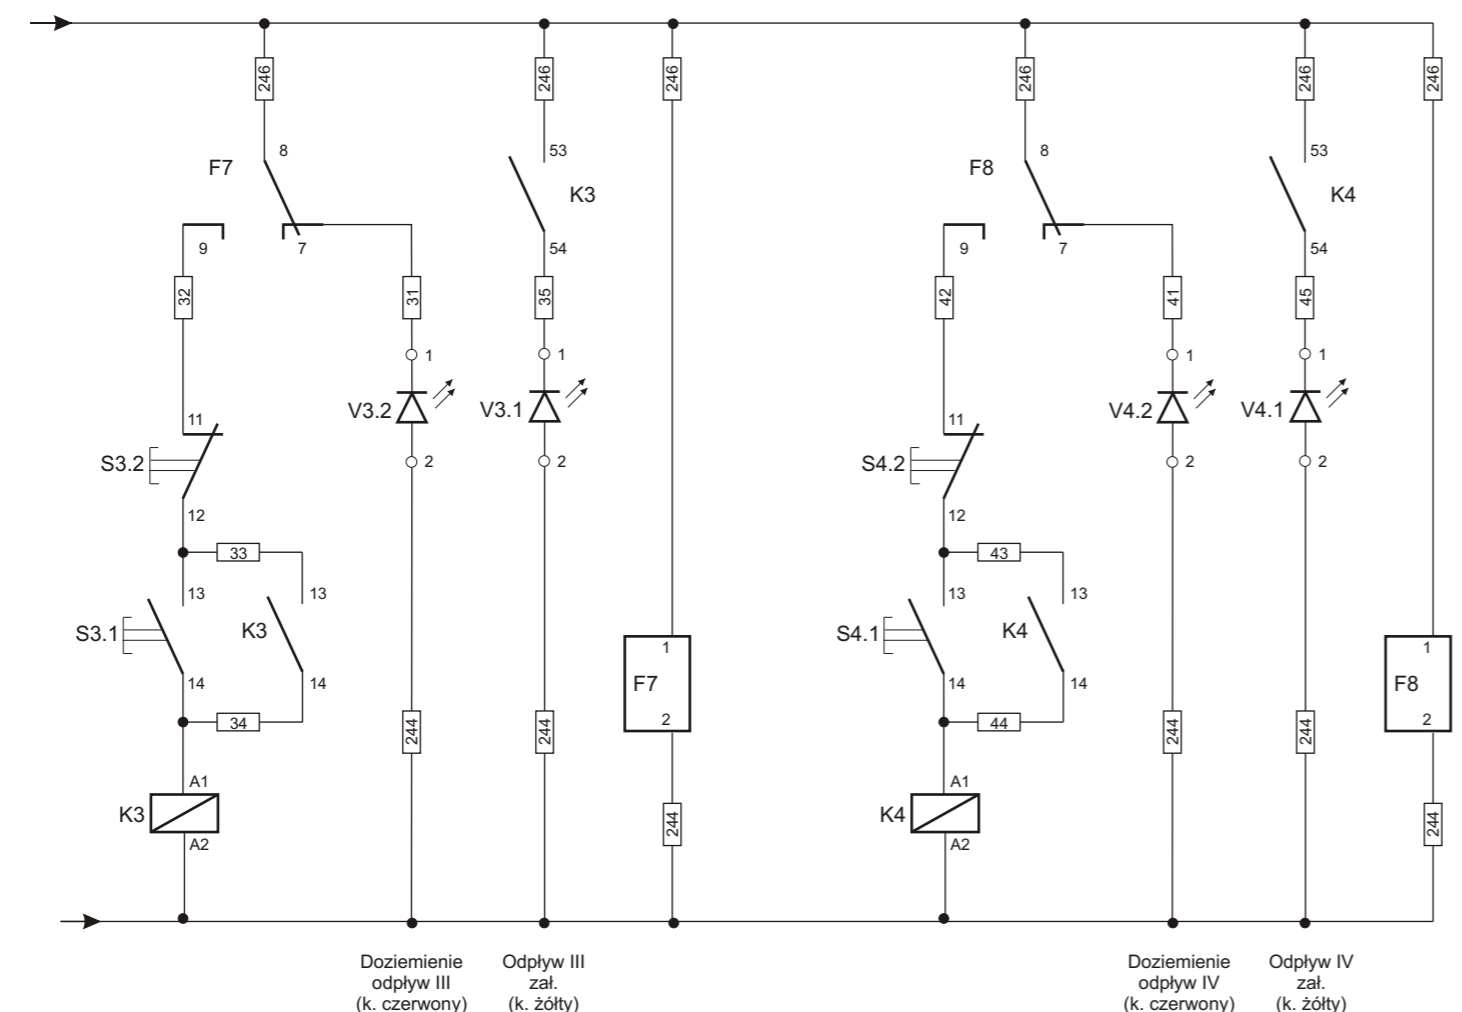 246
246
246
246
246
246
8
F7
9
7
53
K3
54
8
F8
9
7
53
K4
54
32
31
35
42
41
45
1
1
1
1
11
V3.2
V3.1
11
V4.2
V4.1
S3.2
2
2
S4.2
2
2
12
12
33
43
13
13
13
13
S3.1
K3
S4.1
K4
14
14
14
14
1
F7
2
1
F8
2
34
44
244
244
244
244
A1
K3
A2
244
A1
K4
A2
244
Doziemienie
odpływ III
(k. czerwony)
Odpływ III
zał.
(k. żółty)
Doziemienie
odpływ IV
(k. czerwony)
Odpływ IV
zał.
(k. żółty)